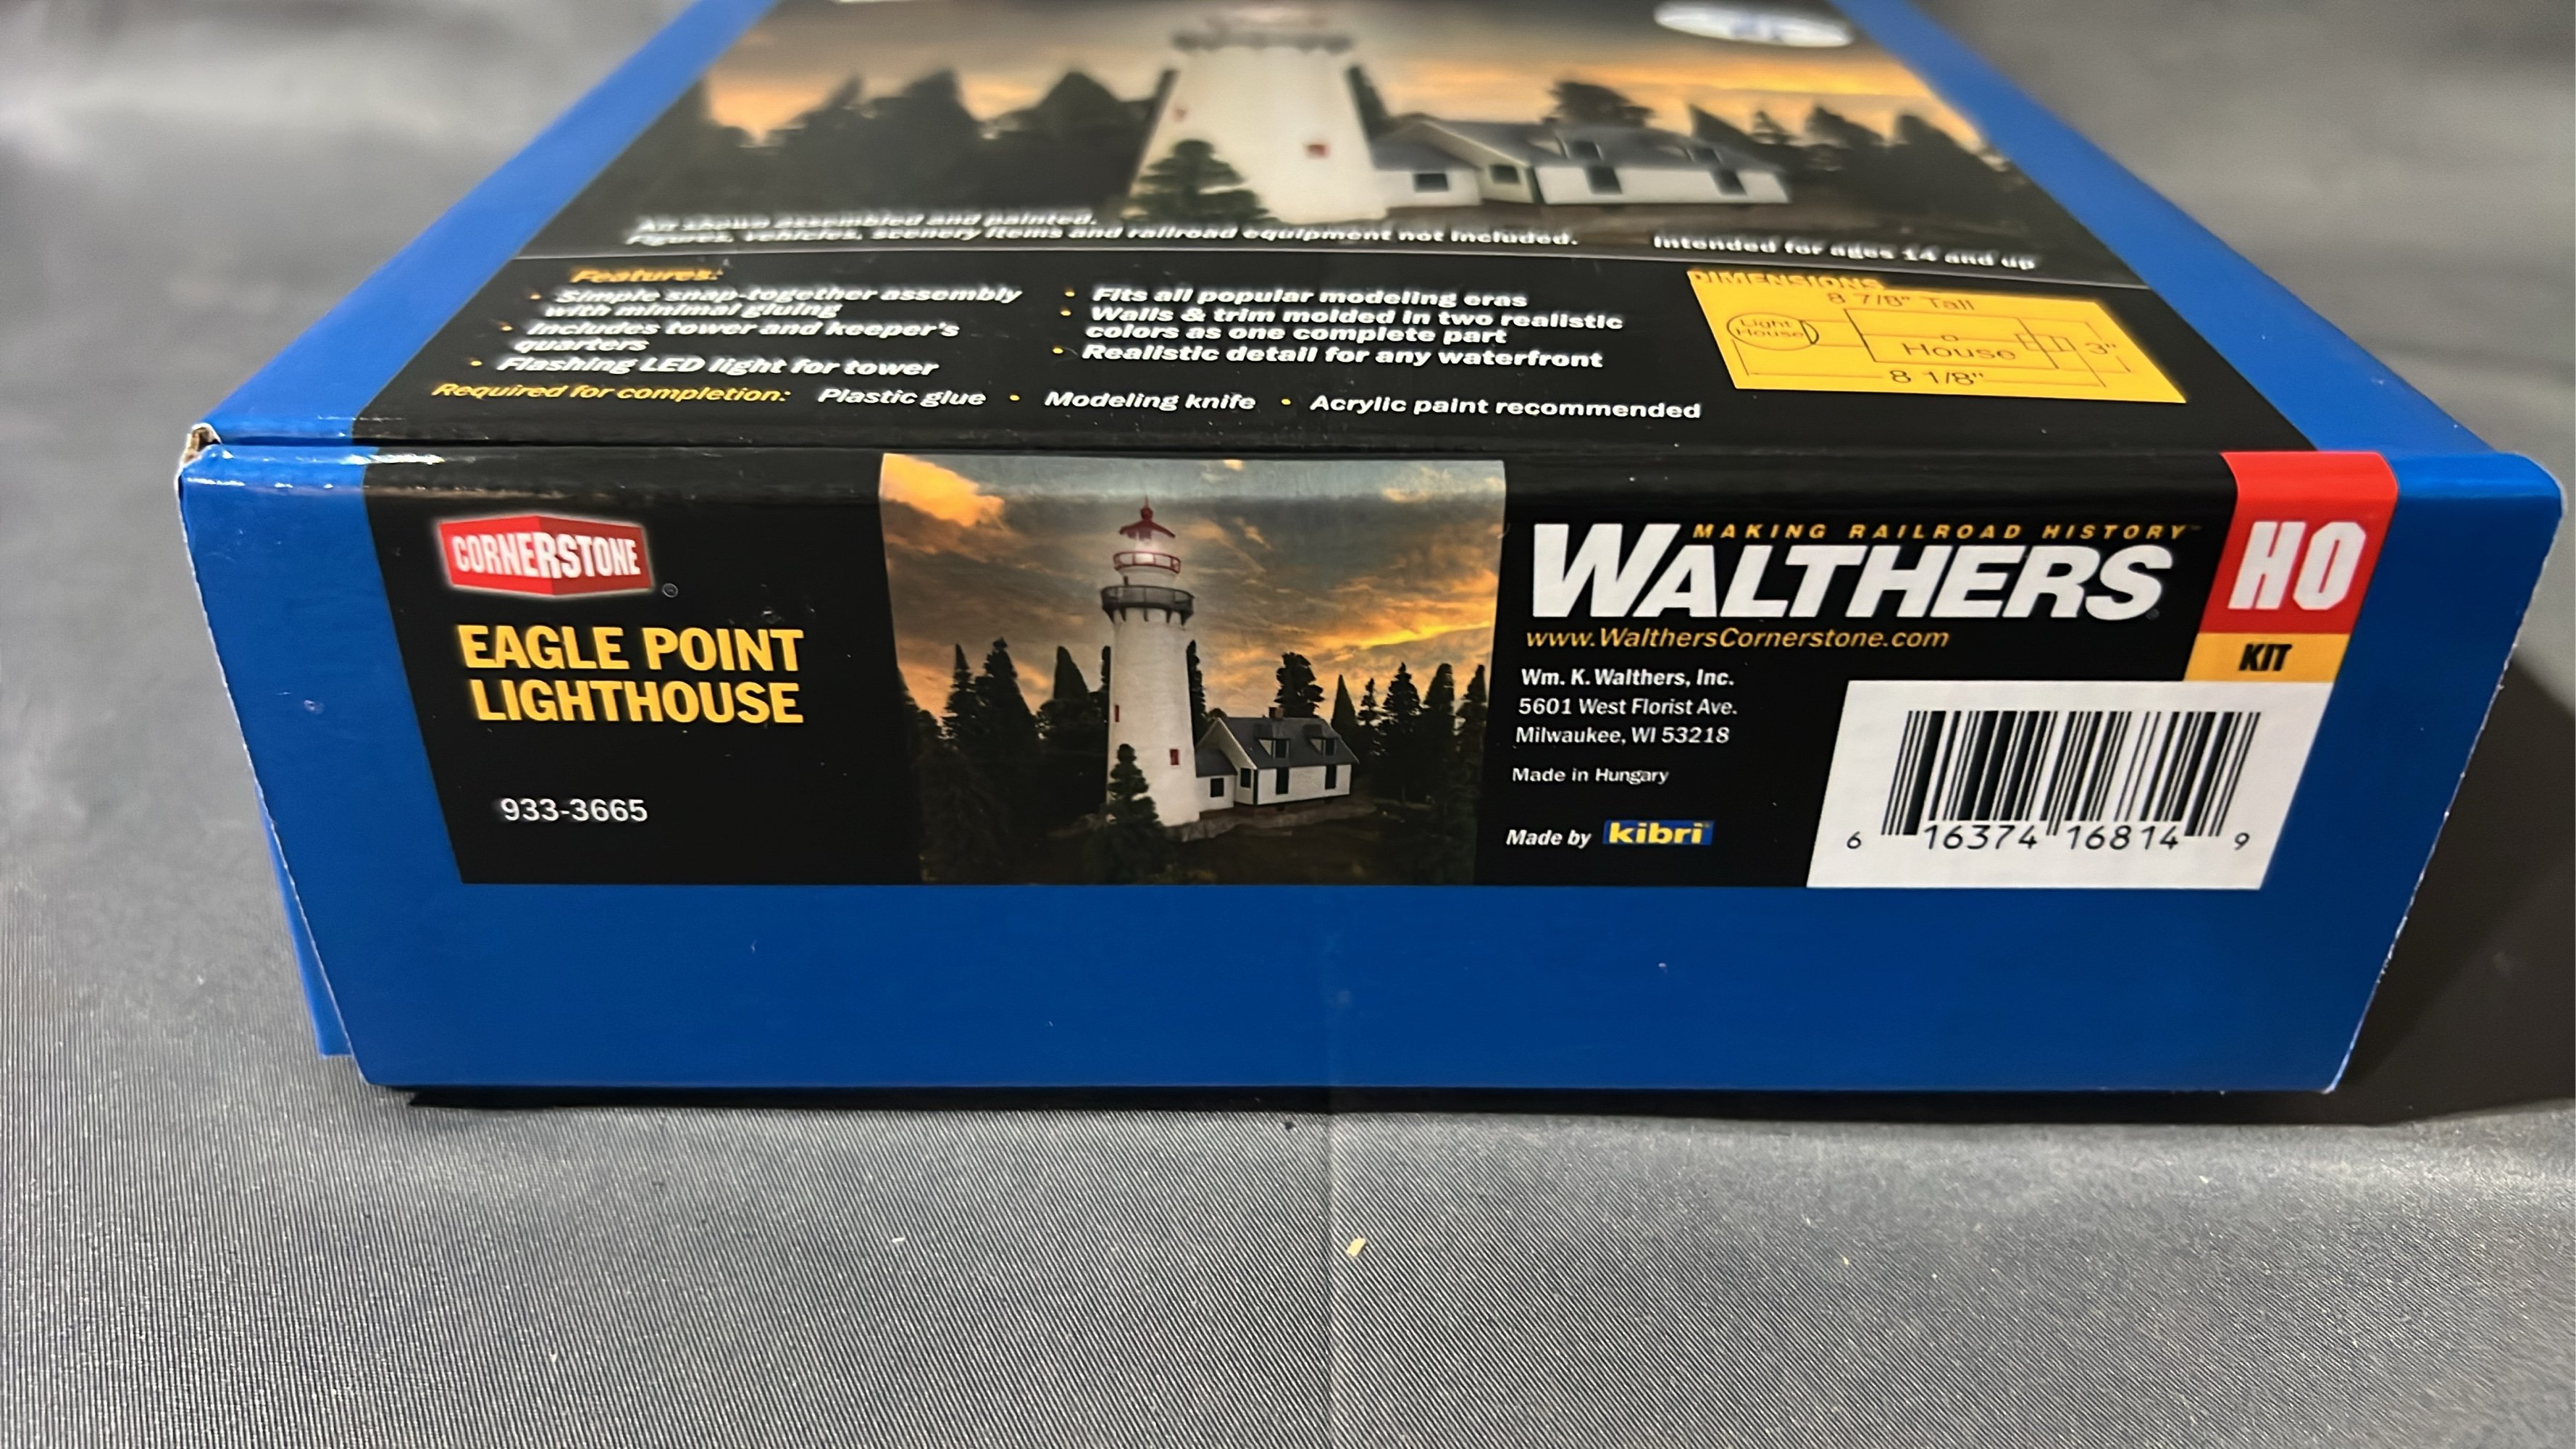 All shown assembled and painted.
Figures, vehicles, scenery items and railroad equipment not included.
Intended for ages 14 and up
Features:
• Simple snap-together assembly
with minimal gluing
• Includes tower and keeper's
quarters
• Flashing LED light for tower
• Fits all popular modeling eras
• Walls & trim molded in two realistic
colors as one complete part
• Realistic detail for any waterfront
Required for completion: Plastic glue • Modeling knife • Acrylic paint recommended
DIMENSIONS
8 7/8" Tall
Light
House
House
3"
8 1/8"
CORNERSTONE
EAGLE POINT
LIGHTHOUSE
933-3665
MAKING RAILROAD HISTORY™
WALTHERS®
www.WalthersCornerstone.com
Wm. K. Walthers, Inc.
5601 West Florist Ave.
Milwaukee, WI 53218
Made in Hungary
Made by kibri
HO
KIT
6 16374 16814 9